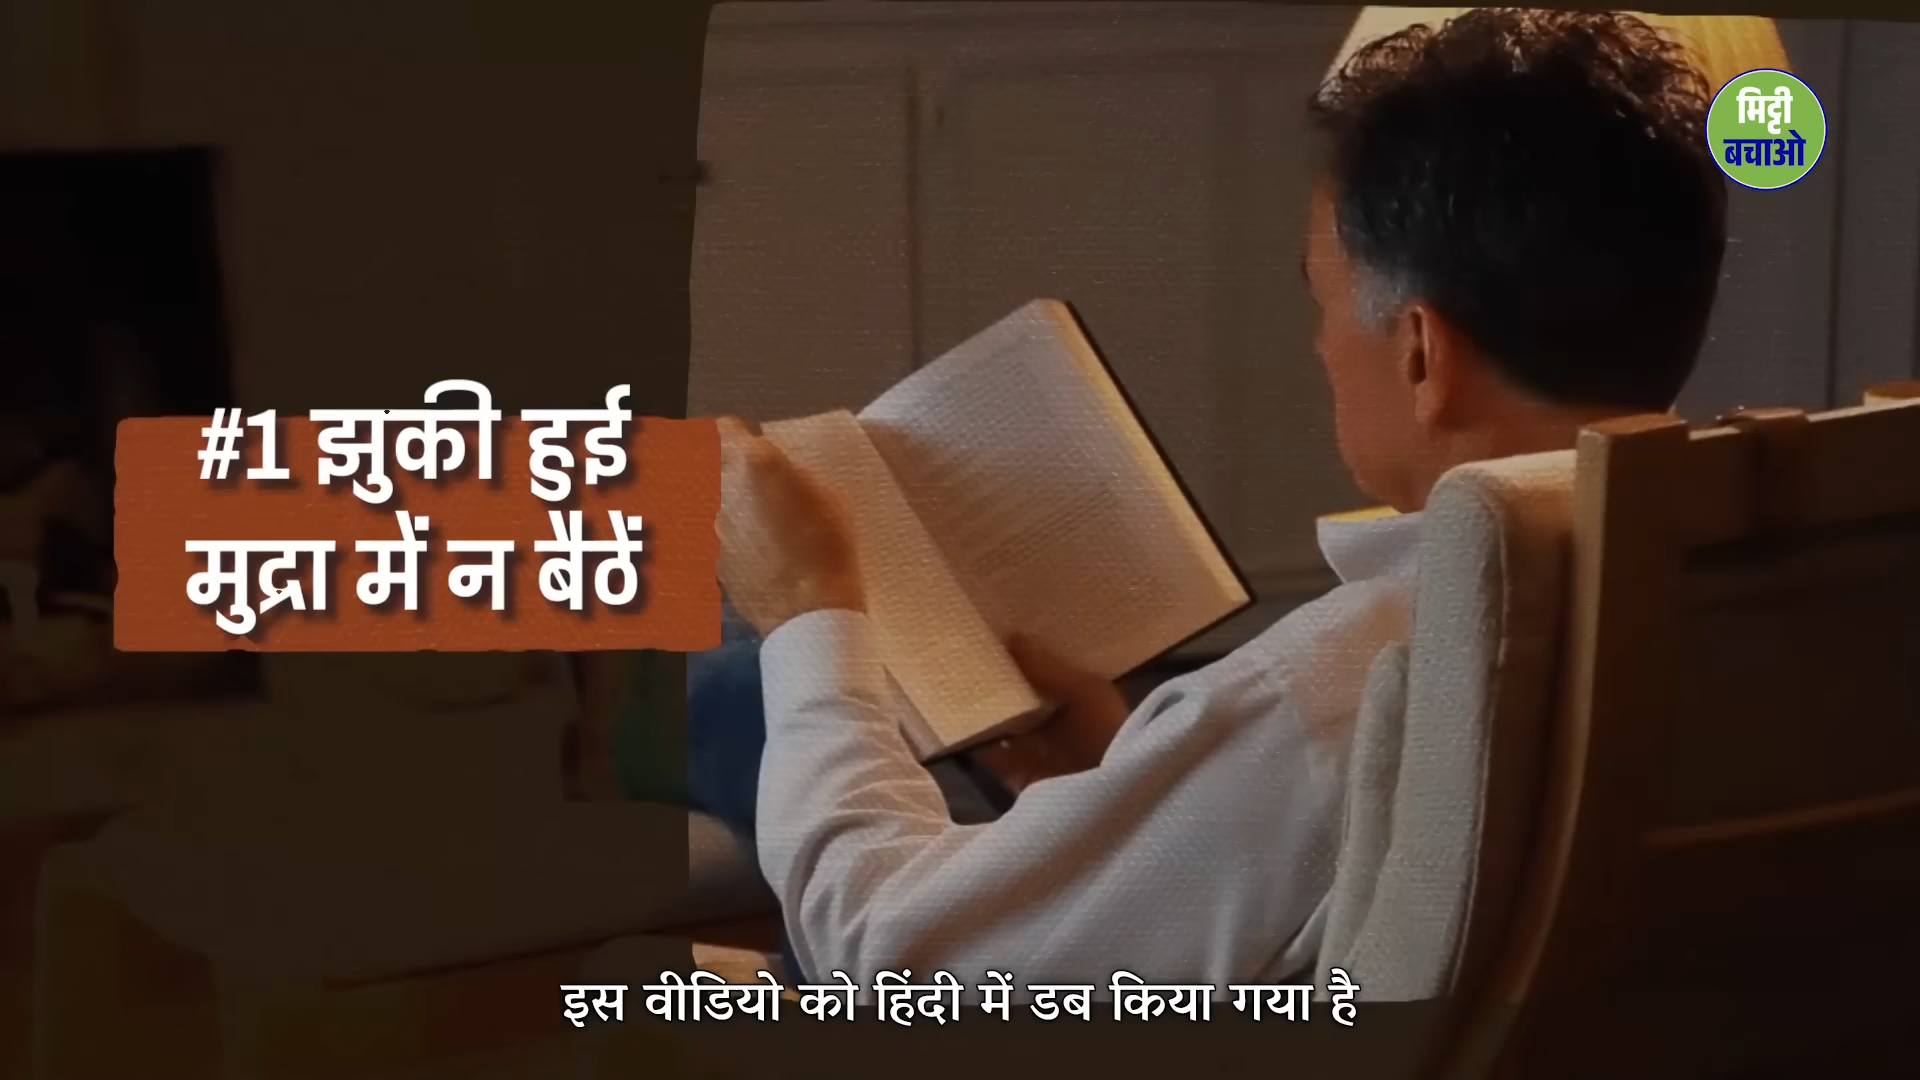 मिट्टी
बचाओ
#1 झुकी हुई
मुद्रा में न बैठें
इस वीडियो को हिंदी में डब किया गया है